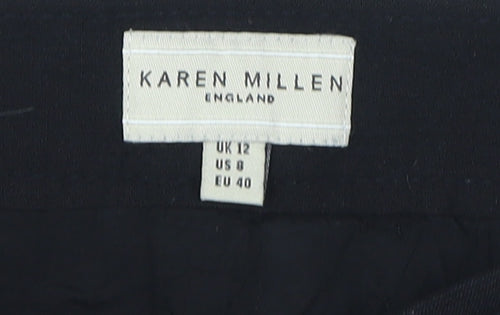 KAREN MILLEN
ENGLAND
UK 12
US 8
EU 40